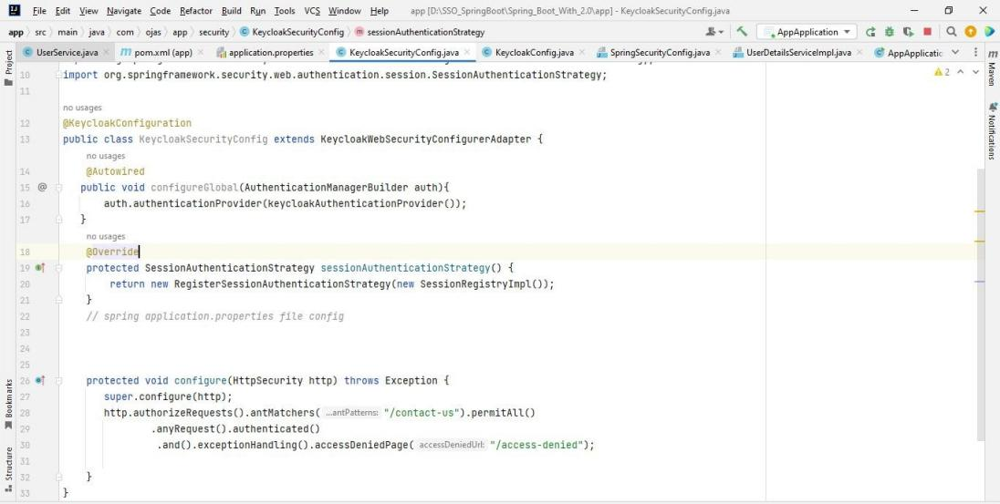 File Edit View Navigate Code Refactor Build Run Tools VCS Window Help app [D:\SSO_SpringBoot\Spring_Boot_With_2.0\app] - KeycloakSecurityConfig.java
app src main java com ojas app security KeycloakSecurityConfig sessionAuthenticationStrategy AppApplication
UserService.java pom.xml (app) application.properties KeycloakSecurityConfig.java KeycloakConfig.java SpringSecurityConfig.java UserDetailsServiceImpl.java AppApplicatic
Project
Maven
Notifications
Bookmarks
Structure
2
10 import org.springframework.security.web.authentication.session.SessionAuthenticationStrategy;
11
no usages
12 @KeycloakConfiguration
13 public class KeycloakSecurityConfig extends KeycloakWebSecurityConfigurerAdapter {
no usages
14 @Autowired
15 @ public void configureGlobal(AuthenticationManagerBuilder auth){
16 auth.authenticationProvider(keycloakAuthenticationProvider());
17 }
no usages
18 @Override
19 protected SessionAuthenticationStrategy sessionAuthenticationStrategy() {
20 return new RegisterSessionAuthenticationStrategy(new SessionRegistryImpl());
21 }
22 // spring application.properties file config
23
24
25
26 protected void configure(HttpSecurity http) throws Exception {
27 super.configure(http);
28 http.authorizeRequests().antMatchers( ...antPatterns: "/contact-us").permitAll()
29 .anyRequest().authenticated()
30 .and().exceptionHandling().accessDeniedPage( accessDeniedUrl: "/access-denied");
31
32 }
33 }